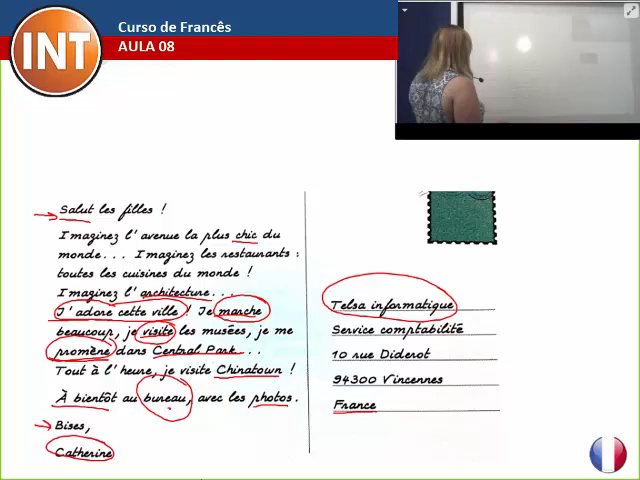 INT
Curso de Francês
AULA 08
Salut les filles !
Imaginez l'avenue la plus chic du
monde... Imaginez les restaurants :
toutes les cuisines du monde !
Imaginez l'architecture...
J'adore cette ville ! Je marche
beaucoup, je visite les musées, je me
promène dans Central Park...
Tout à l'heure, je visite Chinatown !
À bientôt au bureau, avec les photos.
Bises,
Catherine
Telsa informatique
Service comptabilité
10 rue Diderot
94300 Vincennes
France